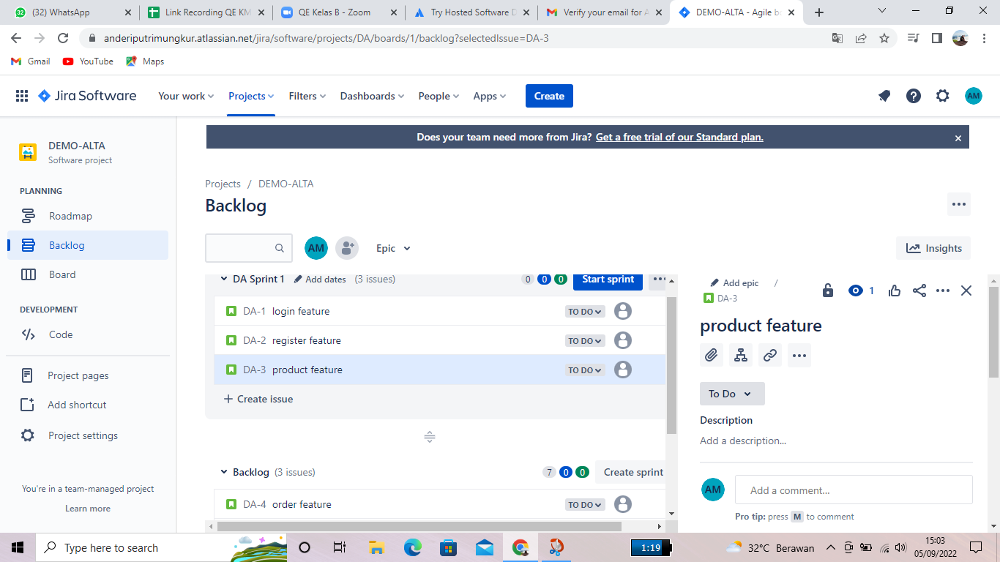 (32) WhatsApp
Link Recording QE KM
QE Kelas B - Zoom
Try Hosted Software D
Verify your email for A
DEMO-ALTA - Agile bo
anderiputrimungkur.atlassian.net/jira/software/projects/DA/boards/1/backlog?selectedIssue=DA-3
Gmail
YouTube
Maps
Jira Software
Your work
Projects
Filters
Dashboards
People
Apps
Create
AM
Does your team need more from Jira? Get a free trial of our Standard plan.
DEMO-ALTA
Software project
PLANNING
Roadmap
Backlog
Board
DEVELOPMENT
Code
Project pages
Add shortcut
Project settings
You're in a team-managed project
Learn more
Projects / DEMO-ALTA
Backlog
AM
Epic
Insights
DA Sprint 1 Add dates (3 issues)
0 0 0
Start sprint
DA-1 login feature TO DO
DA-2 register feature TO DO
DA-3 product feature TO DO
+ Create issue
Backlog (3 issues)
7 0 0
Create sprint
DA-4 order feature TO DO
Add epic /
DA-3
1
product feature
To Do
Description
Add a description...
AM
Add a comment...
Pro tip: press M to comment
Type here to search
1:19
32°C Berawan
15:03
05/09/2022